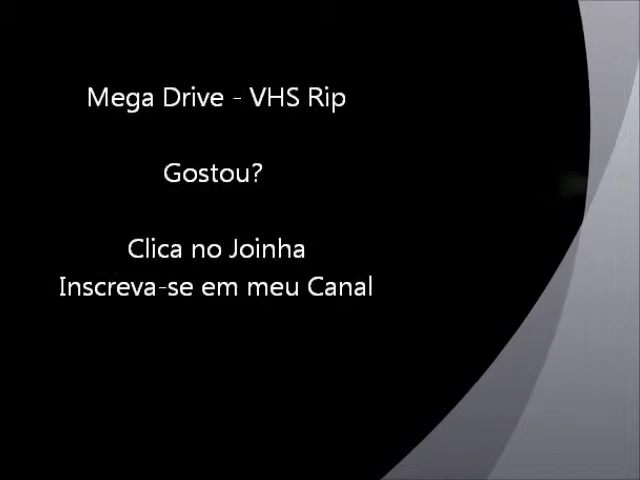 Mega Drive - VHS Rip
Gostou?
Clica no Joinha
Inscreva-se em meu Canal